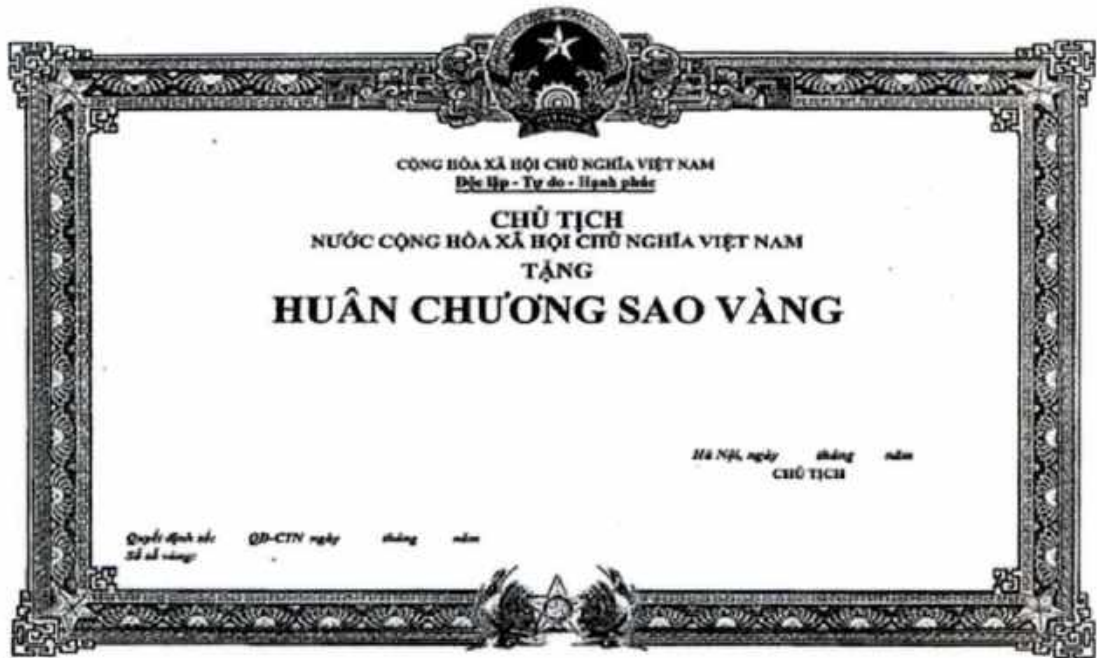 CỘNG HÒA XÃ HỘI CHỦ NGHĨA VIỆT NAM
Độc lập - Tự do - Hạnh phúc
CHỦ TỊCH
NƯỚC CỘNG HÒA XÃ HỘI CHỦ NGHĨA VIỆT NAM
TẶNG
HUÂN CHƯƠNG SAO VÀNG
Hà Nội, ngày tháng năm
CHỦ TỊCH
Quyết định số: QĐ-CTN ngày tháng năm
Số sổ vàng: